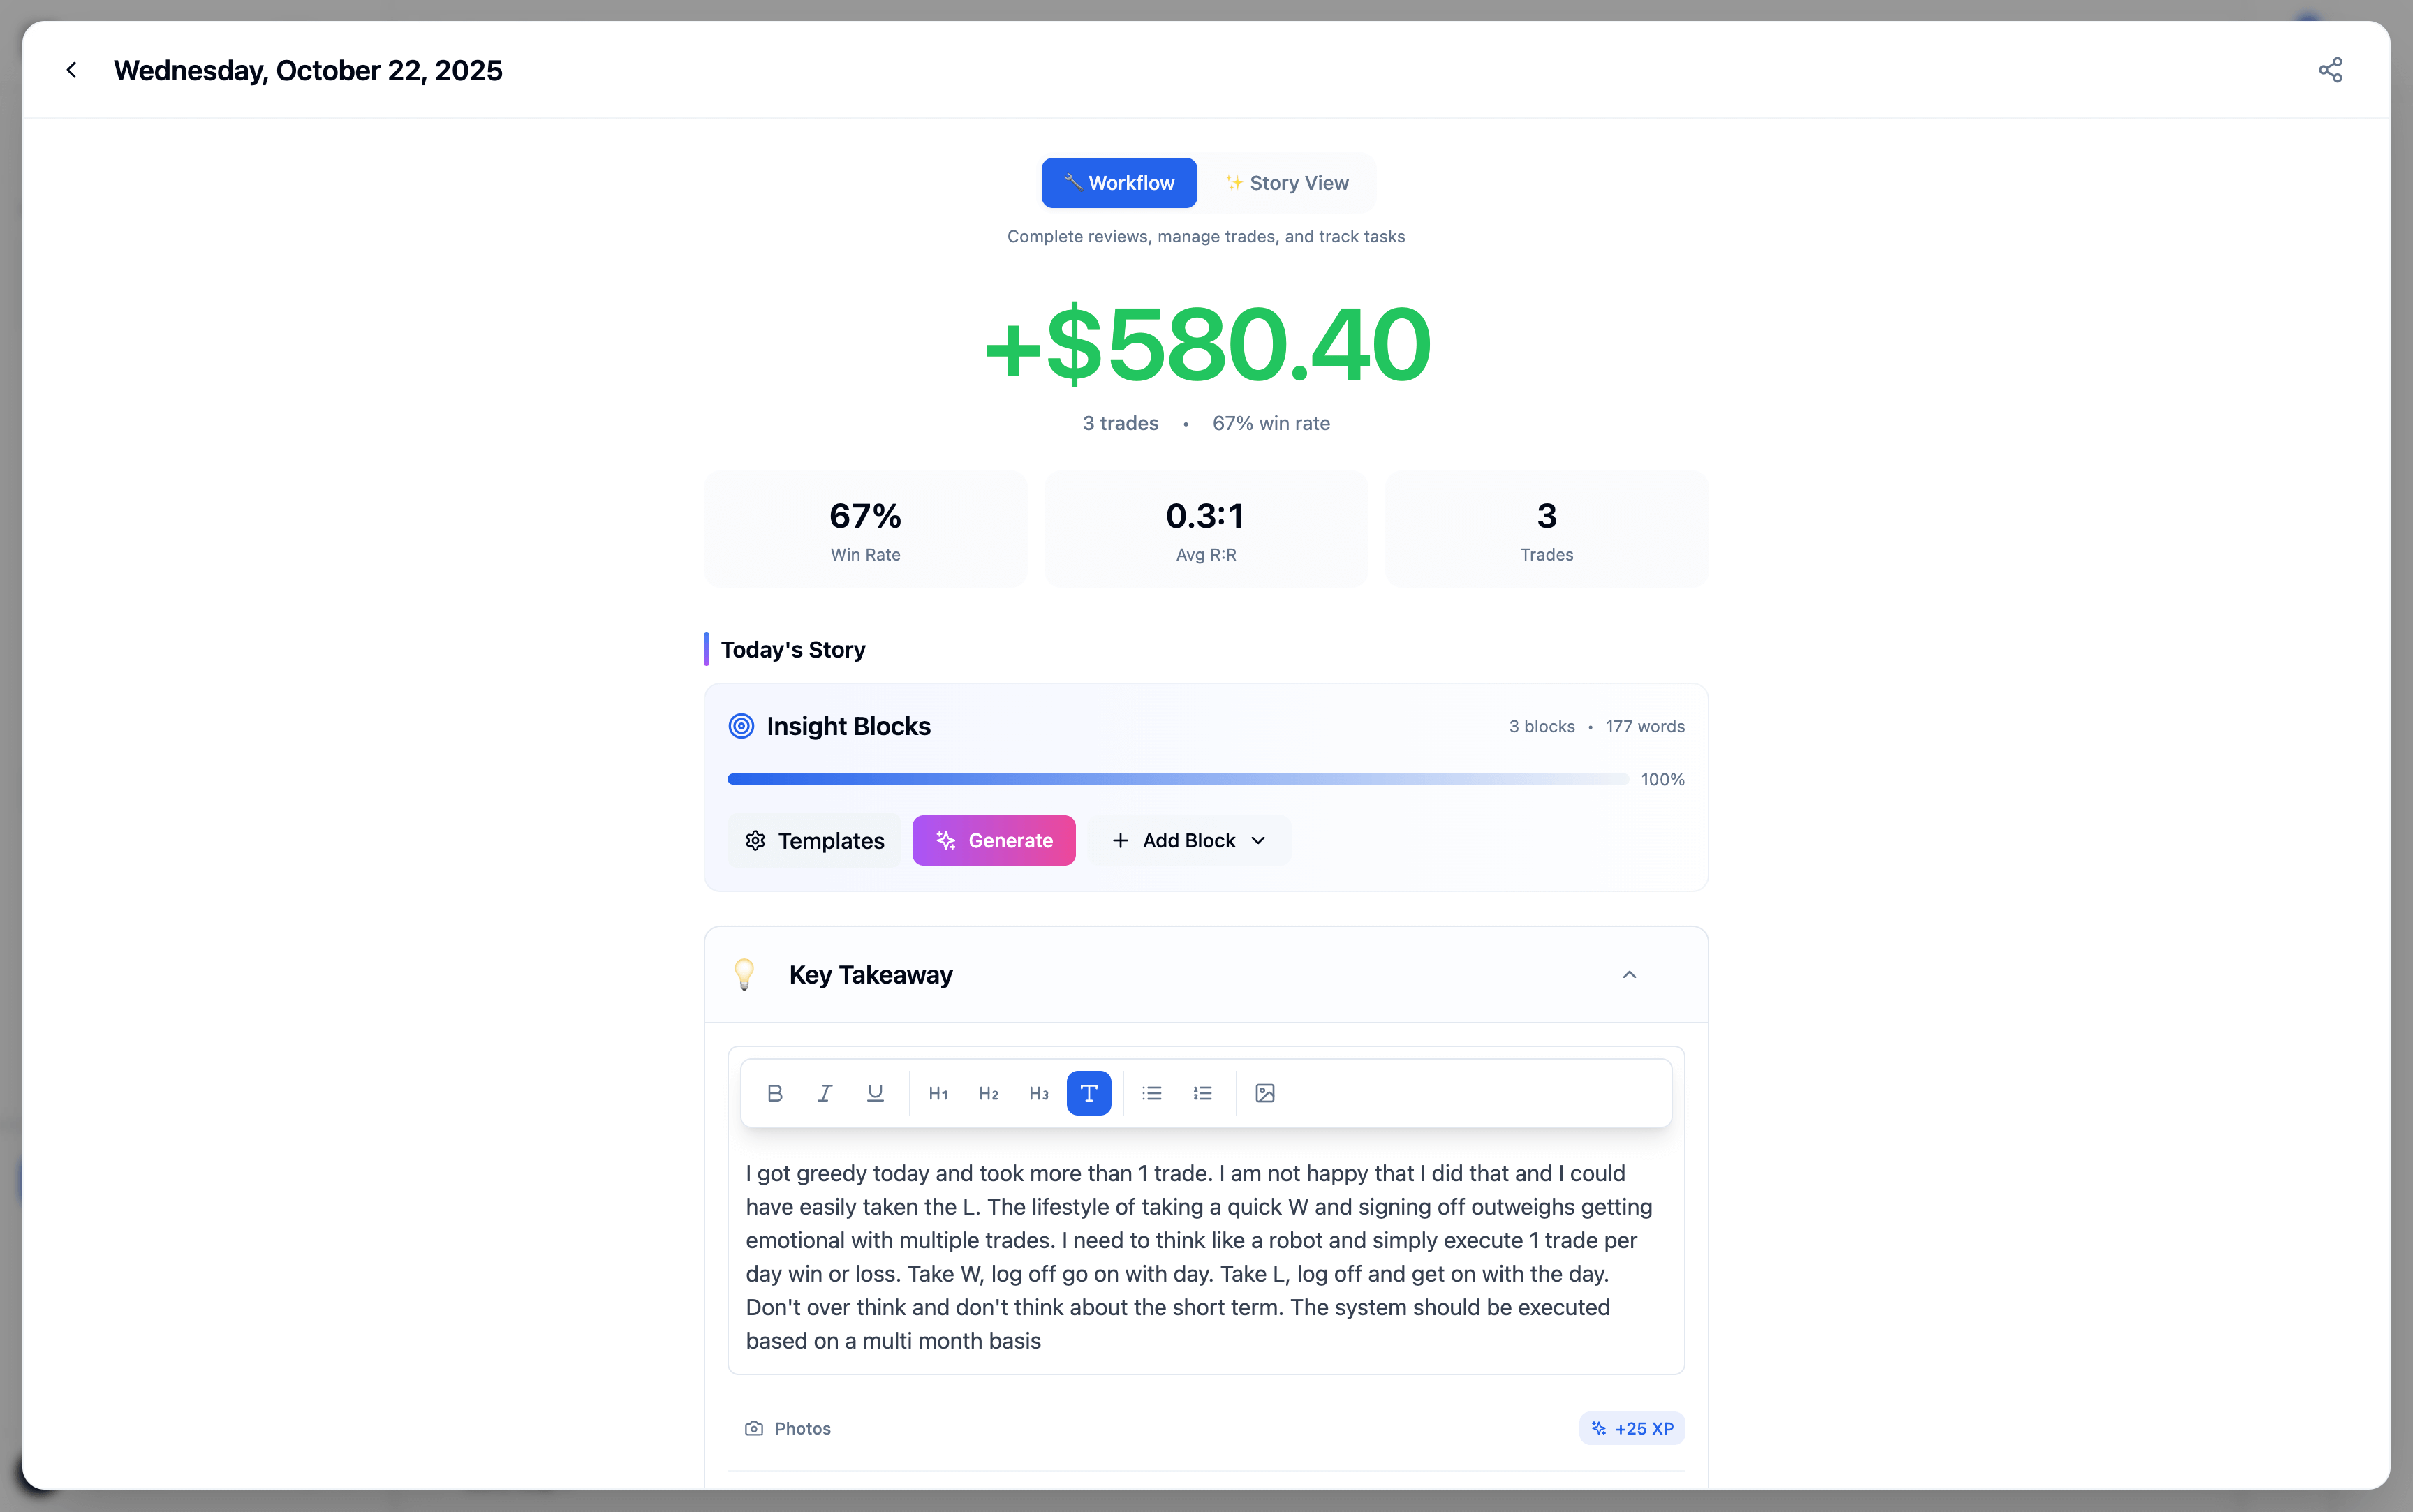 Wednesday, October 22, 2025
Workflow
Story View
Complete reviews, manage trades, and track tasks
+$580.40
3 trades • 67% win rate
67%
Win Rate
0.3:1
Avg R:R
3
Trades
Today's Story
Insight Blocks
3 blocks • 177 words
100%
Templates
Generate
Add Block
Key Takeaway
B I U H1 H2 H3 T
I got greedy today and took more than 1 trade. I am not happy that I did that and I could
have easily taken the L. The lifestyle of taking a quick W and signing off outweighs getting
emotional with multiple trades. I need to think like a robot and simply execute 1 trade per
day win or loss. Take W, log off go on with day. Take L, log off and get on with the day.
Don't over think and don't think about the short term. The system should be executed
based on a multi month basis
Photos
+25 XP